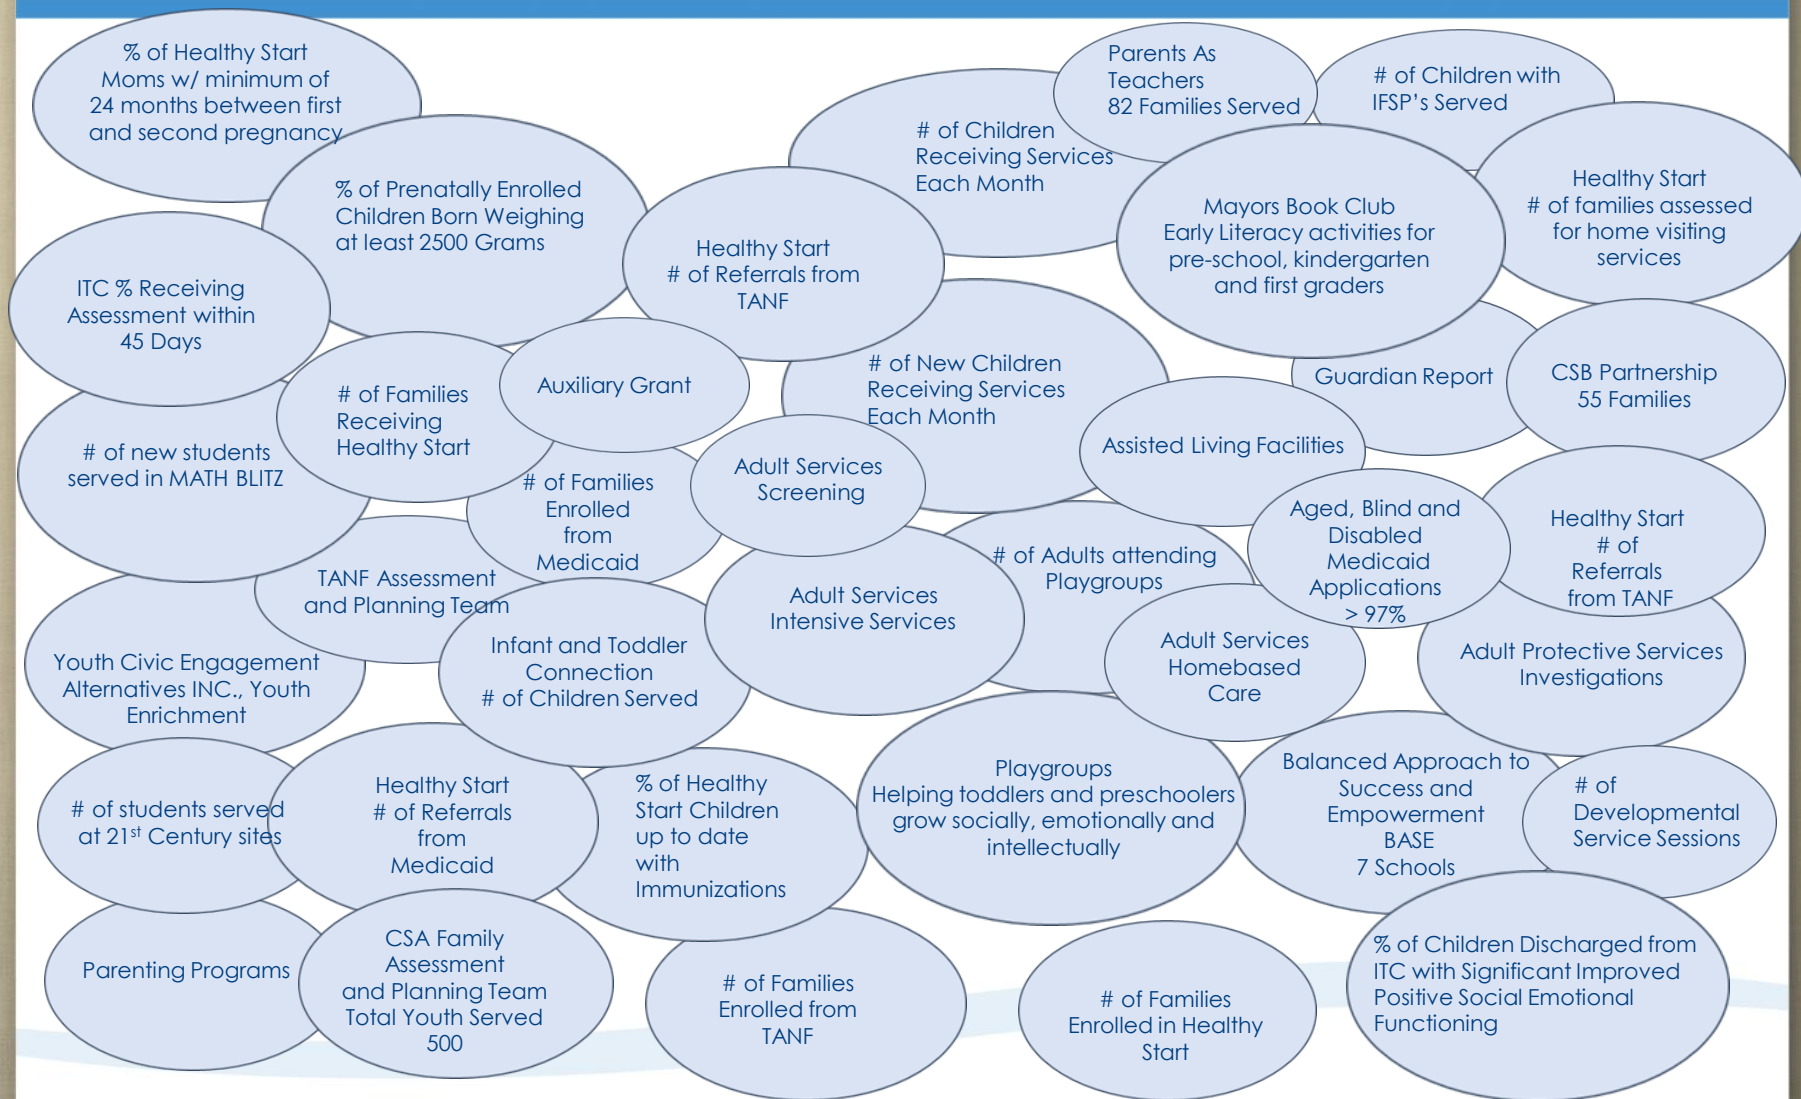 % of Healthy Start
Moms w/ minimum of
24 months between first
and second pregnancy
% of Prenatally Enrolled
Children Born Weighing
at least 2500 Grams
ITC % Receiving
Assessment within
45 Days
Healthy Start
# of Referrals from
TANF
# of Children
Receiving Services
Each Month
Parents As
Teachers
82 Families Served
# of Children with
IFSP's Served
Mayors Book Club
Early Literacy activities for
pre-school, kindergarten
and first graders
Healthy Start
# of families assessed
for home visiting
services
# of new students
served in MATH BLITZ
# of Families
Receiving
Healthy Start
Auxiliary Grant
# of New Children
Receiving Services
Each Month
Guardian Report
CSB Partnership
55 Families
Assisted Living Facilities
# of Families
Enrolled
from
Medicaid
Adult Services
Screening
Aged, Blind and
Disabled
Medicaid
Applications
> 97%
Healthy Start
# of
Referrals
from TANF
TANF Assessment
and Planning Team
# of Adults attending
Playgroups
Adult Services
Intensive Services
Youth Civic Engagement
Alternatives INC., Youth
Enrichment
Infant and Toddler
Connection
# of Children Served
Adult Services
Homebased
Care
Adult Protective Services
Investigations
# of students served
at 21st Century sites
Healthy Start
# of Referrals
from
Medicaid
% of Healthy
Start Children
up to date
with
Immunizations
Playgroups
Helping toddlers and preschoolers
grow socially, emotionally and
intellectually
Balanced Approach to
Success and
Empowerment
BASE
7 Schools
# of
Developmental
Service Sessions
Parenting Programs
CSA Family
Assessment
and Planning Team
Total Youth Served
500
# of Families
Enrolled from
TANF
# of Families
Enrolled in Healthy
Start
% of Children Discharged from
ITC with Significant Improved
Positive Social Emotional
Functioning